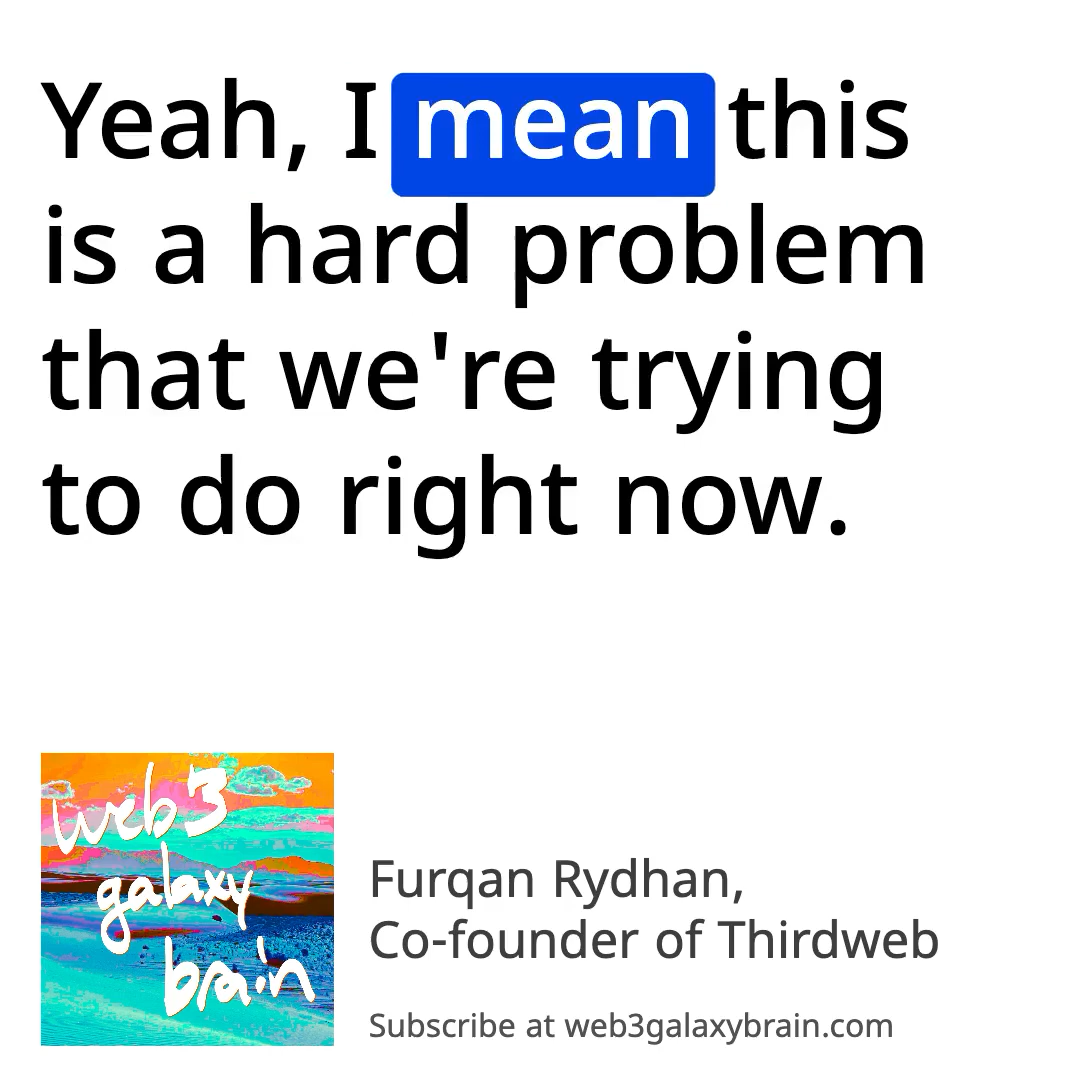 Yeah, I mean this
is a hard problem
that we're trying
to do right now.
web3
galaxy
brain
Furqan Rydhan,
Co-founder of Thirdweb
Subscribe at web3galaxybrain.com